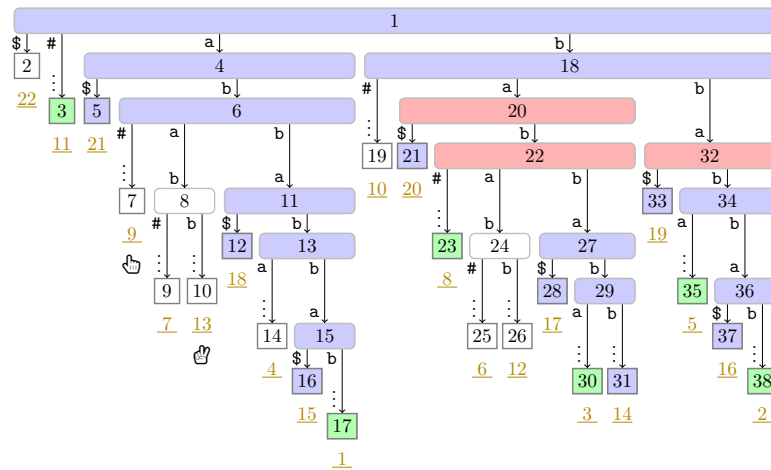 1
$ # a b
2 4 18
⋮ $ b # a b
3 5 6 20
22 # a b $ b
11 21 ⋮ 19 21 22 a 32
⋮ b a 10 20 # a b $ b
7 8 11 33 34
9 # b $ b ⋮ b a 19 a b
12 13 23 24 27
⋮ ⋮ 18 a b 8 # b $ b ⋮ a
9 10 28 29 35 36
7 13 ⋮ a ⋮ ⋮ 17 a b 5 $ b
14 15 25 26 37
4 $ b 6 12 ⋮ 16 ⋮
16 30 31 38
15 ⋮ 3 14 2
17
1